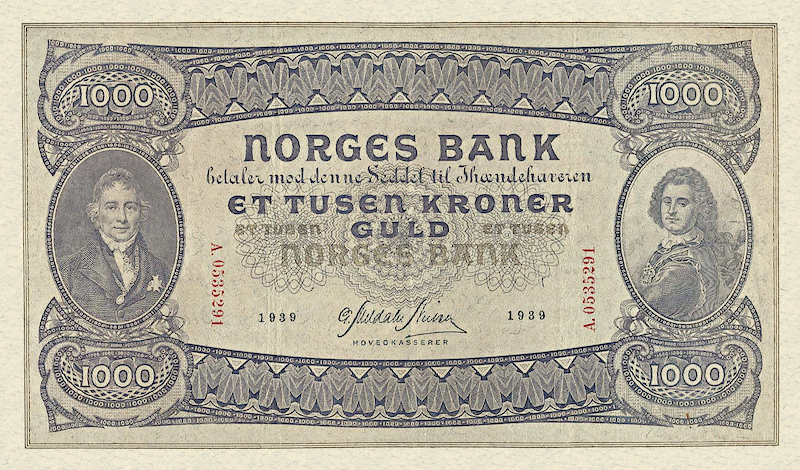 1000 1000
NORGES BANK
betaler mod denne Seddel til Ihændehaveren
ET TUSEN KRONER
GULD
ET TUSEN ET TUSEN
NORGES BANK
A.0535291
A.0535291
1939 1939
HOVEDKASSERER
1000 1000